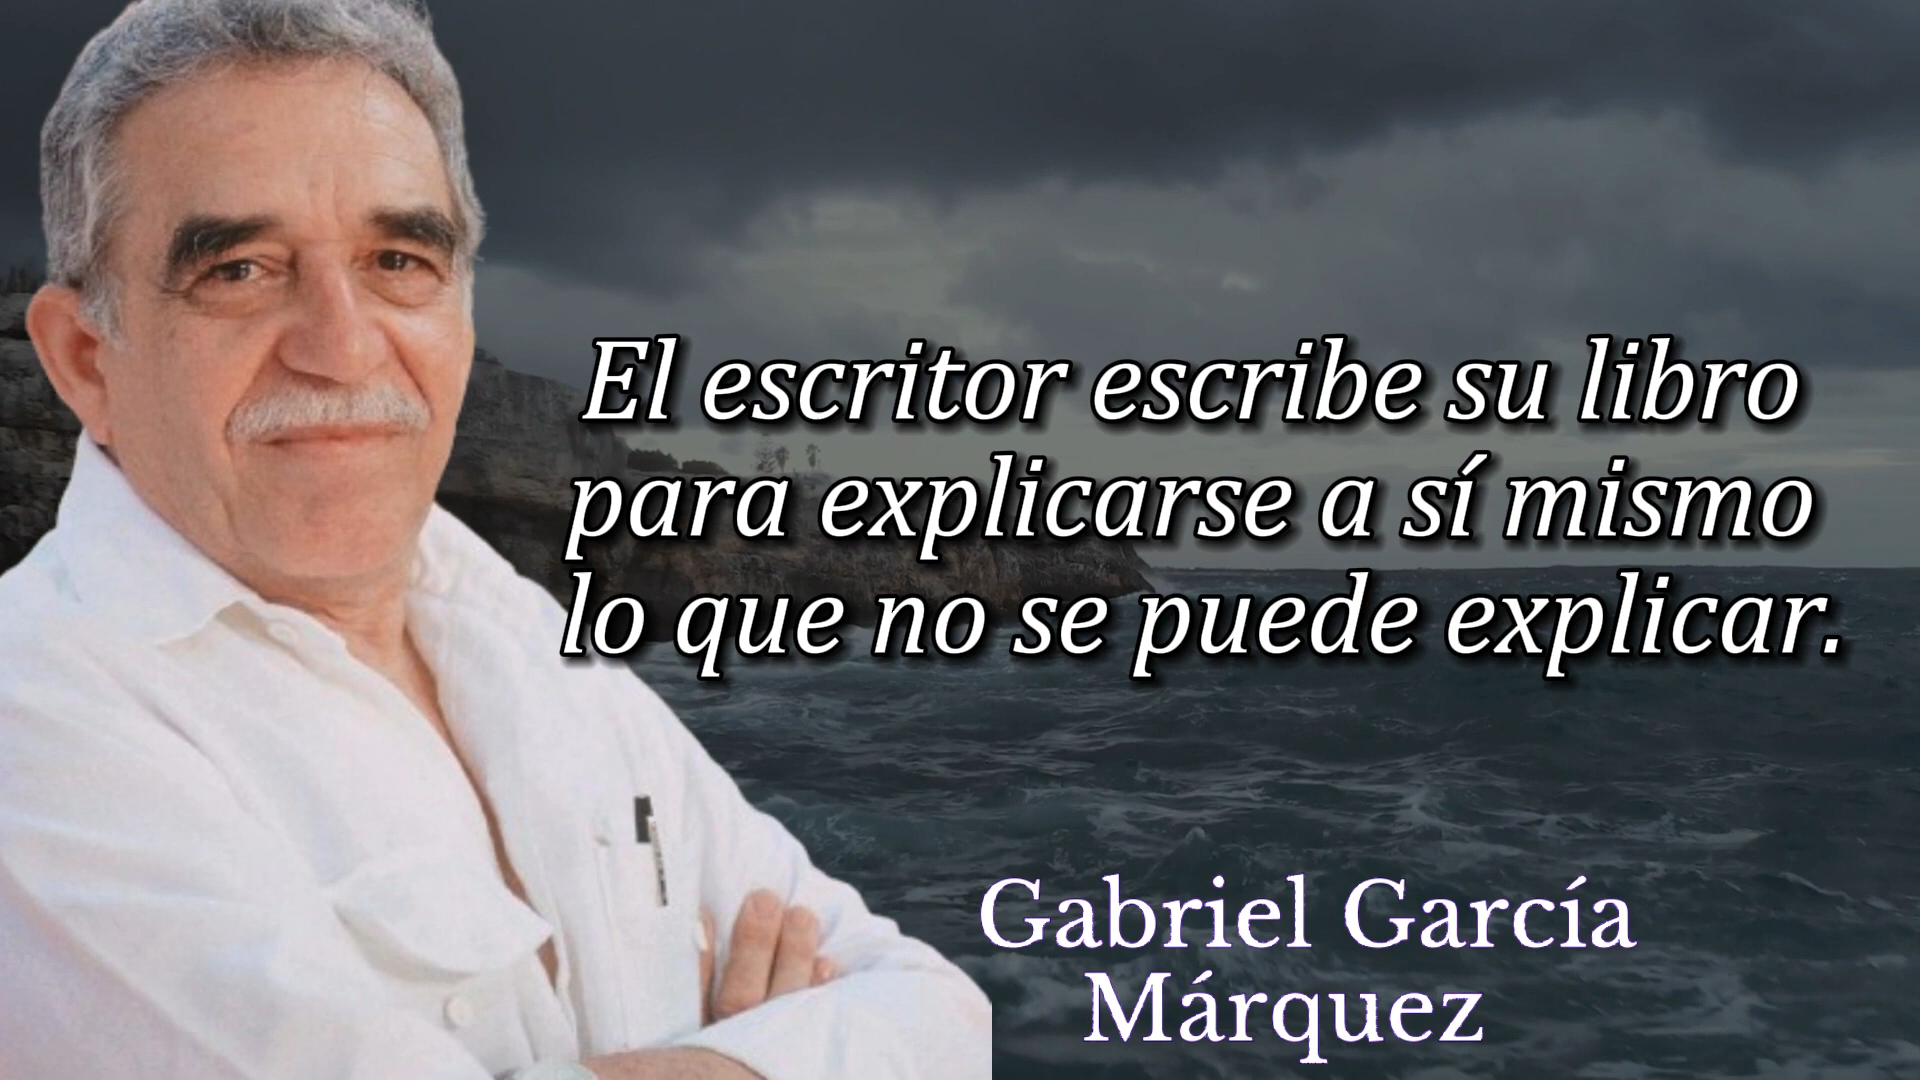 El escritor escribe su libro
para explicarse a sí mismo
lo que no se puede explicar.
Gabriel García
Márquez